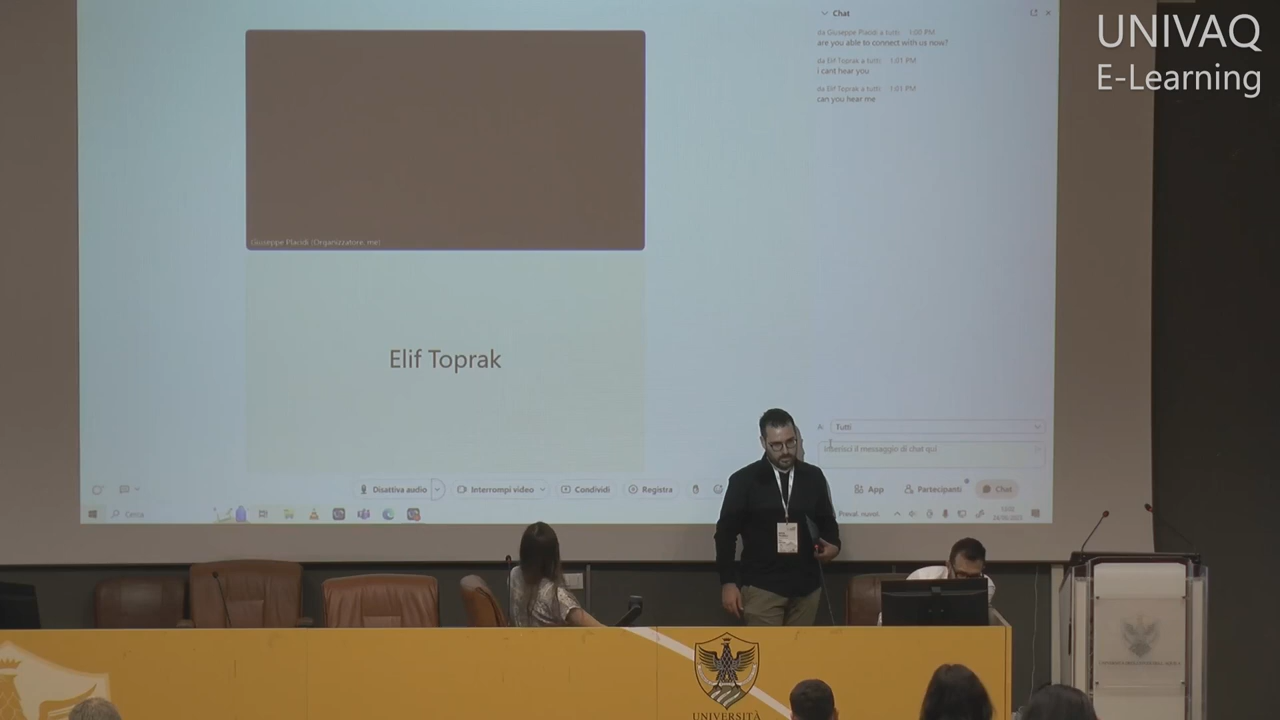 Chat
UNIVAQ
E-Learning
da Giuseppe Placidi a tutti: 1:00 PM
are you able to connect with us now?
da Elif Toprak a tutti: 1:01 PM
i cant hear you
da Elif Toprak a tutti: 1:01 PM
can you hear me
Giuseppe Placidi (Organizzatore, me)
Elif Toprak
A: Tutti
Inserisci il messaggio di chat qui
Disattiva audio
Interrompi video
Condividi
Registra
App
Partecipanti
Chat
Cerca
UNIVERSITÀ